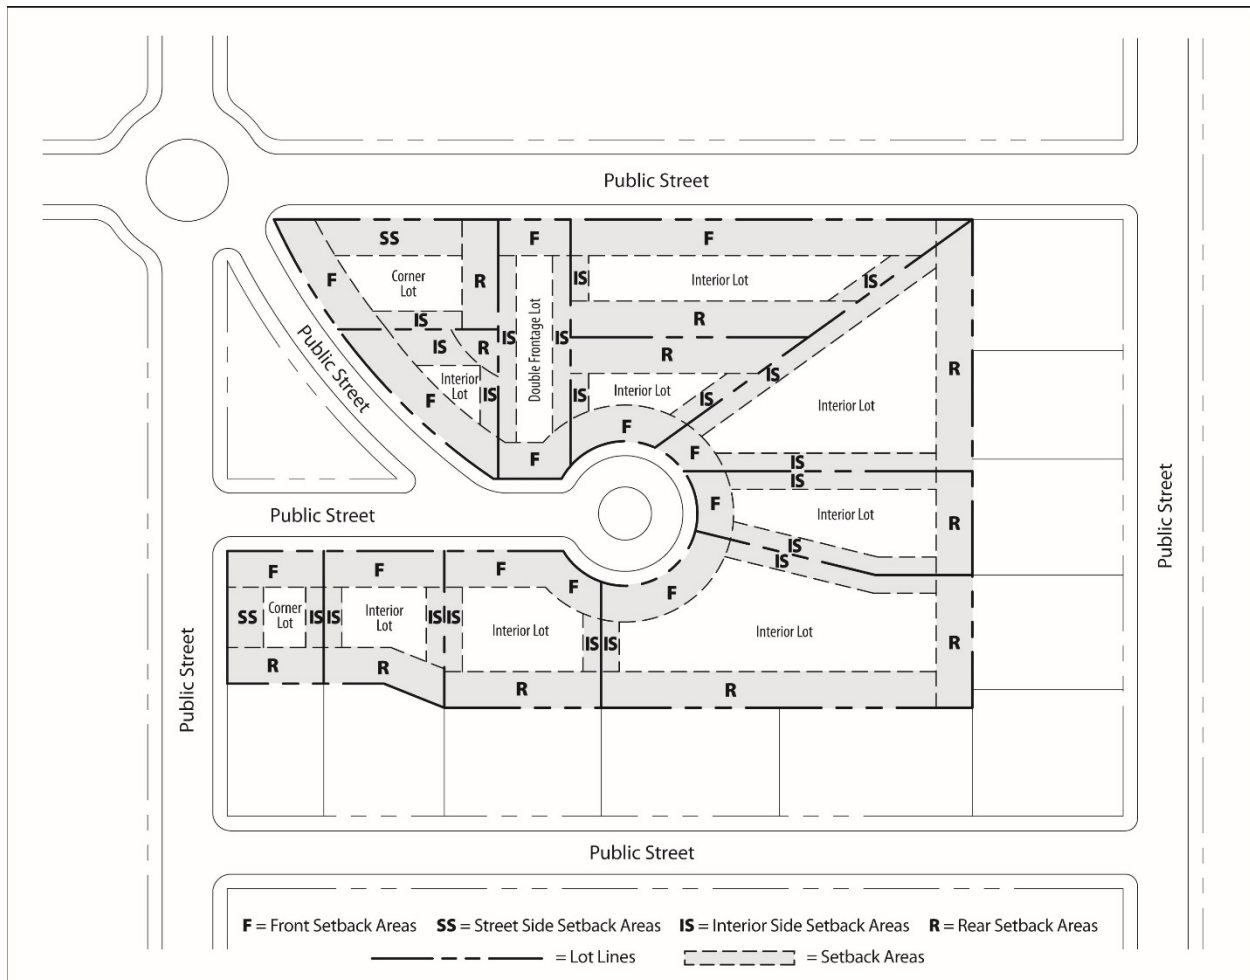 Public Street
SS
F
F
F
Corner
Lot
R
IS
Interior Lot
IS
IS
R
IS
Public Street
IS
R
IS
Double Frontage Lot
IS
R
IS
R
Interior
Lot
IS
IS
Interior Lot
IS
Interior Lot
F
F
F
F
IS
IS
F
Interior Lot
Public Street
R
IS
IS
Public Street
F
F
F
F
F
SS
Corner
Lot
IS
IS
Interior
Lot
IS
IS
Interior Lot
IS
IS
Interior Lot
R
R
R
R
R
Public Street
Public Street
F = Front Setback Areas SS = Street Side Setback Areas IS = Interior Side Setback Areas R = Rear Setback Areas
= Lot Lines = Setback Areas